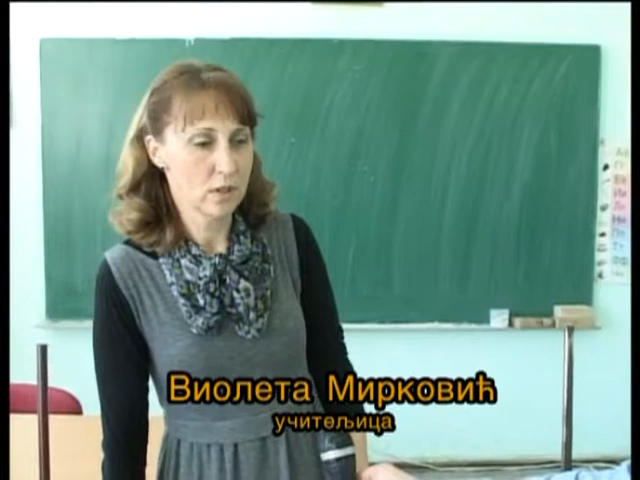 Виолета Мирковић
учитељица